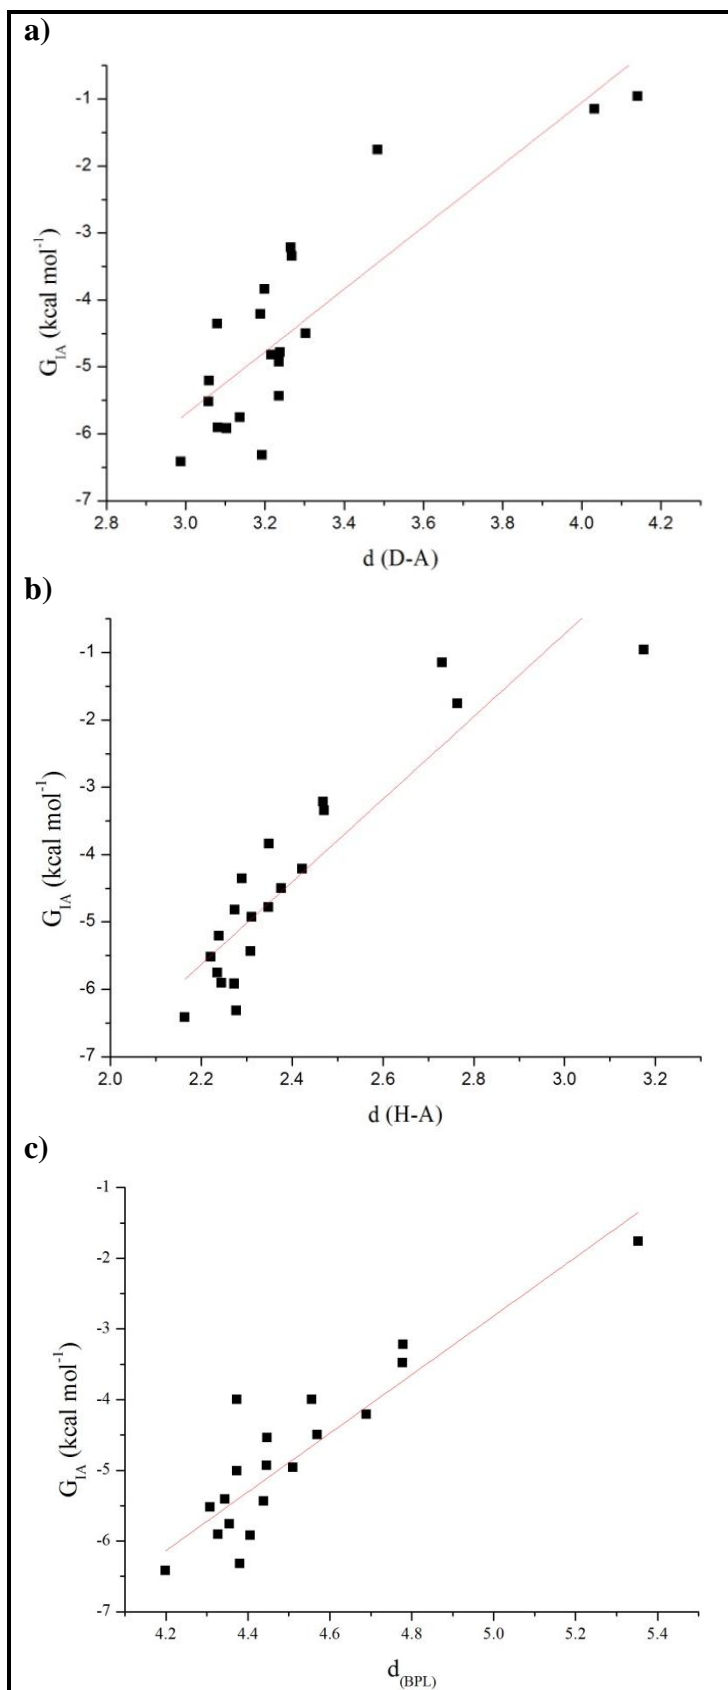 a)
-1
-2
-3
-4
-5
-6
-7
G_IA (kcal mol⁻¹)
2.8 3.0 3.2 3.4 3.6 3.8 4.0 4.2
d (D-A)
b)
-1
-2
-3
-4
-5
-6
-7
G_IA (kcal mol⁻¹)
2.0 2.2 2.4 2.6 2.8 3.0 3.2
d (H-A)
c)
-1
-2
-3
-4
-5
-6
-7
G_IA (kcal mol⁻¹)
4.2 4.4 4.6 4.8 5.0 5.2 5.4
d_(BPL)